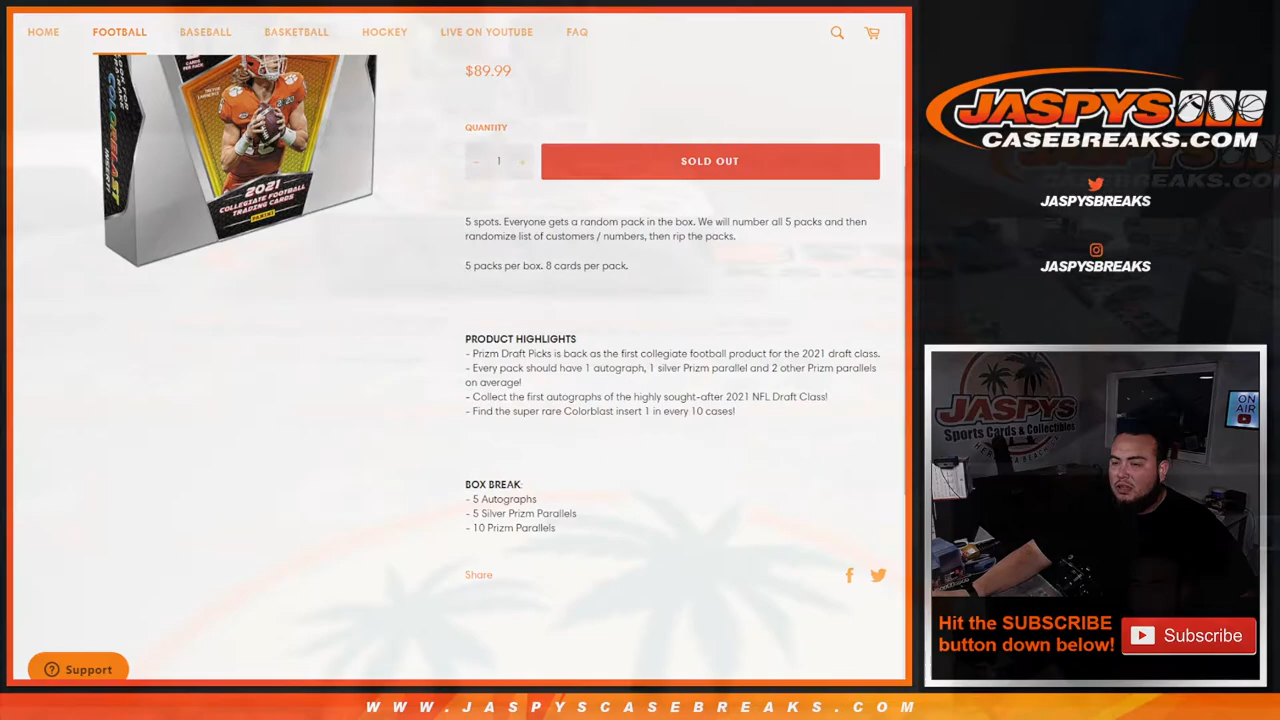 HOME FOOTBALL BASEBALL BASKETBALL HOCKEY LIVE ON YOUTUBE FAQ
$89.99
QUANTITY
- 1 + SOLD OUT
5 spots. Everyone gets a random pack in the box. We will number all 5 packs and then
randomize list of customers / numbers, then rip the packs.
5 packs per box. 8 cards per pack.
PRODUCT HIGHLIGHTS
- Prizm Draft Picks is back as the first collegiate football product for the 2021 draft class.
- Every pack should have 1 autograph, 1 silver Prizm parallel and 2 other Prizm parallels
on average!
- Collect the first autographs of the highly sought-after 2021 NFL Draft Class!
- Find the super rare Colorblast insert 1 in every 10 cases!
BOX BREAK:
- 5 Autographs
- 5 Silver Prizm Parallels
- 10 Prizm Parallels
Share
Support
2021
COLLEGIATE FOOTBALL
TRADING CARDS
PANINI
COLORBLAST
INSERT!
JASPYS
CASEBREAKS.COM
JASPYSBREAKS
JASPYSBREAKS
JASPYS
Sports Cards & Collectibles
ON
AIR
Hit the SUBSCRIBE
button down below!
Subscribe
WWW.JASPYSCASEBREAKS.COM